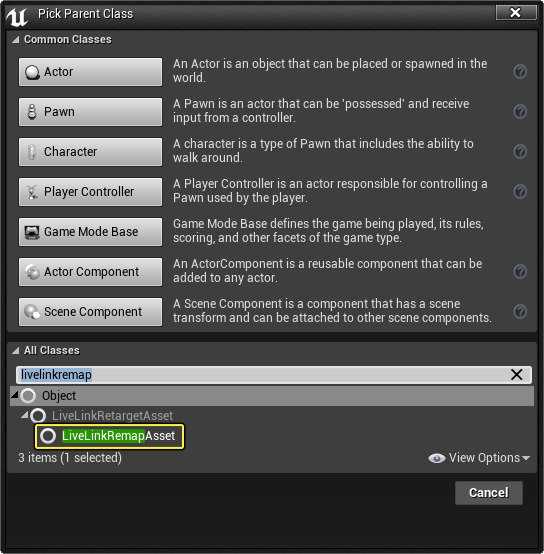 Pick Parent Class
Common Classes
Actor
An Actor is an object that can be placed or spawned in the
world.
Pawn
A Pawn is an actor that can be 'possessed' and receive
input from a controller.
Character
A character is a type of Pawn that includes the ability to
walk around.
Player Controller
A Player Controller is an actor responsible for controlling a
Pawn used by the player.
Game Mode Base
Game Mode Base defines the game being played, its rules,
scoring, and other facets of the game type.
Actor Component
An ActorComponent is a reusable component that can be
added to any actor.
Scene Component
A Scene Component is a component that has a scene
transform and can be attached to other scene components.
All Classes
livelinkremap
Object
LiveLinkRetargetAsset
LiveLinkRemapAsset
3 items (1 selected)
View Options
Cancel